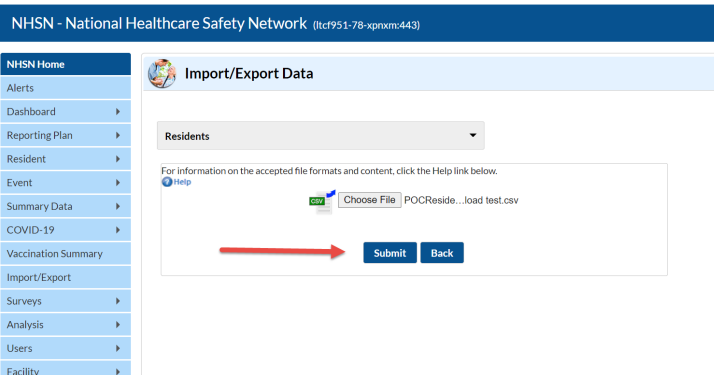 NHSN - National Healthcare Safety Network (ltcf951-78-xpnxm:443)
NHSN Home
Alerts
Dashboard
Reporting Plan
Resident
Event
Summary Data
COVID-19
Vaccination Summary
Import/Export
Surveys
Analysis
Users
Facility
Import/Export Data
Residents
For information on the accepted file formats and content, click the Help link below.
Help
CSV Choose File POCReside...load test.csv
Submit Back